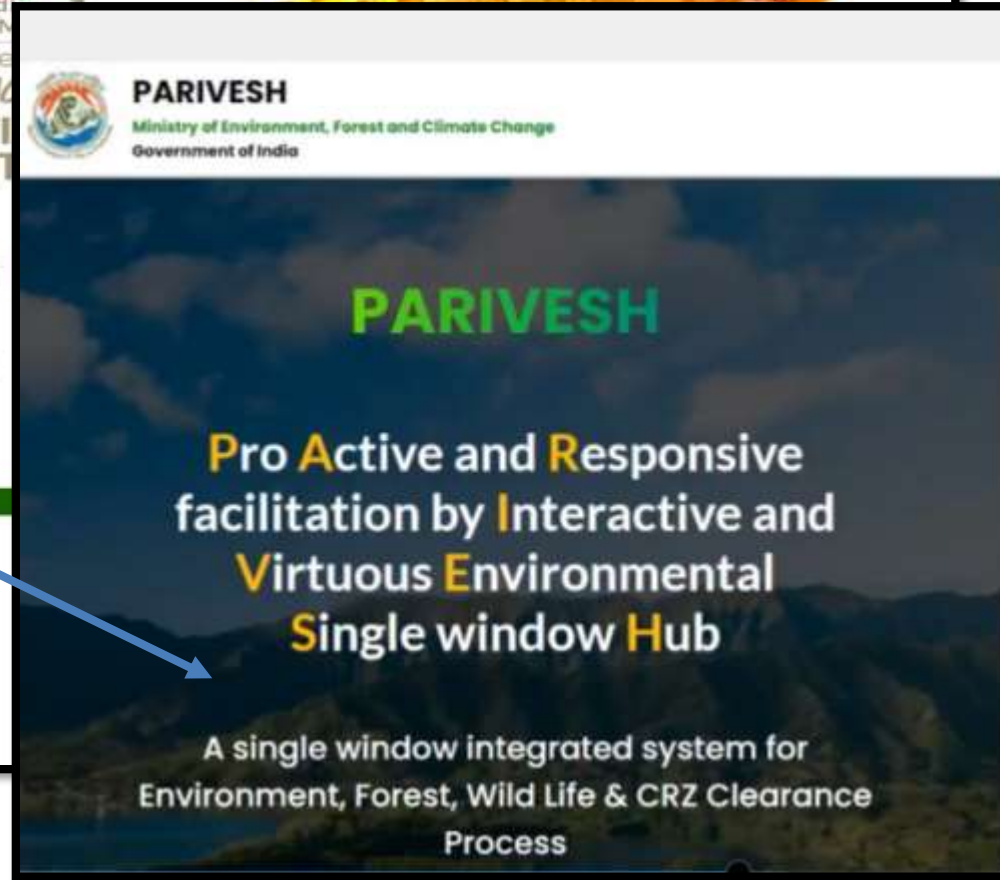 PARIVESH
Ministry of Environment, Forest and Climate Change
Government of India
PARIVESH
Pro Active and Responsive
facilitation by Interactive and
Virtuous Environmental
Single window Hub
A single window integrated system for
Environment, Forest, Wild Life & CRZ Clearance
Process